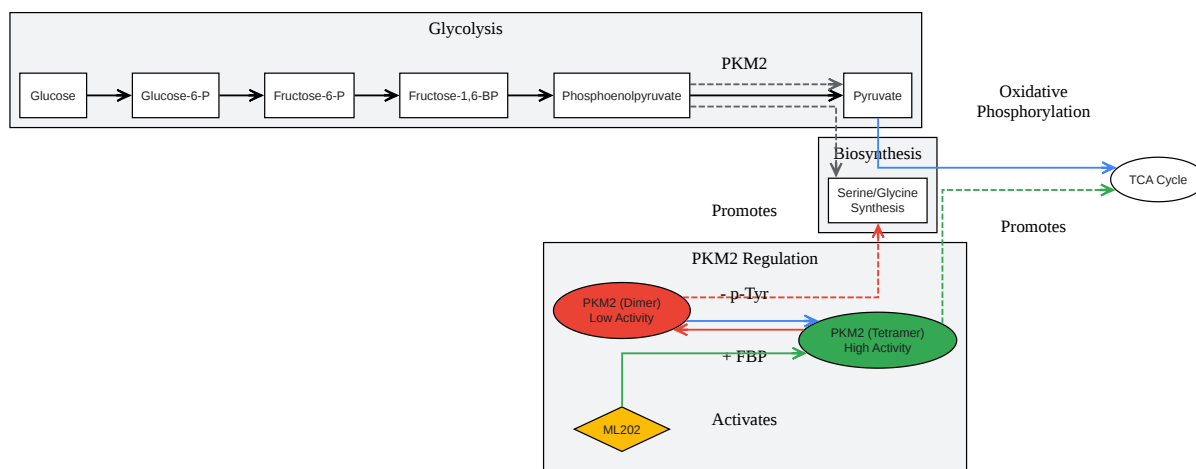 Glycolysis
PKM2
Glucose
Glucose-6-P
Fructose-6-P
Fructose-1,6-BP
Phosphoenolpyruvate
Pyruvate
Oxidative
Phosphorylation
Biosynthesis
Serine/Glycine
Synthesis
TCA Cycle
Promotes
Promotes
PKM2 Regulation
- p-Tyr
PKM2 (Dimer)
Low Activity
PKM2 (Tetramer)
High Activity
+ FBP
ML202
Activates